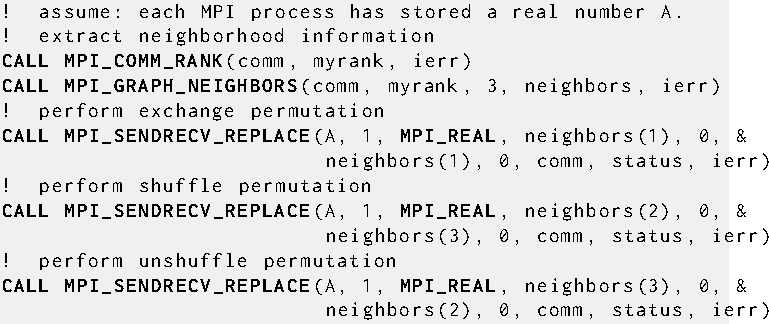 !  assume: each MPI process has stored a real number A.
!  extract neighborhood information
CALL MPI_COMM_RANK(comm, myrank, ierr)
CALL MPI_GRAPH_NEIGHBORS(comm, myrank, 3, neighbors, ierr)
!  perform exchange permutation
CALL MPI_SENDRECV_REPLACE(A, 1, MPI_REAL, neighbors(1), 0, &
neighbors(1), 0, comm, status, ierr)
!  perform shuffle permutation
CALL MPI_SENDRECV_REPLACE(A, 1, MPI_REAL, neighbors(2), 0, &
neighbors(3), 0, comm, status, ierr)
!  perform unshuffle permutation
CALL MPI_SENDRECV_REPLACE(A, 1, MPI_REAL, neighbors(3), 0, &
neighbors(2), 0, comm, status, ierr)